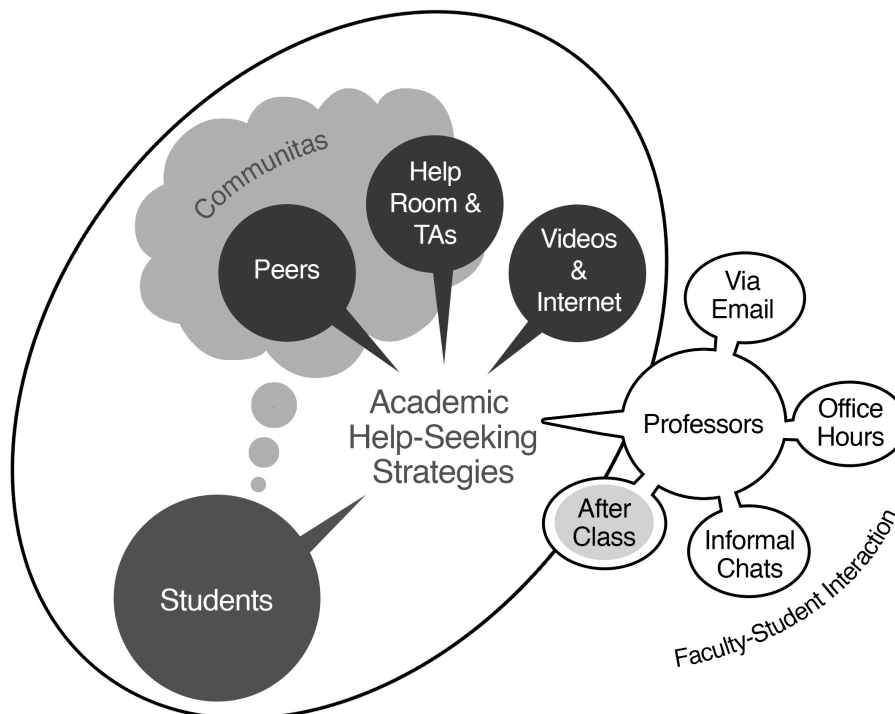 Communitas
Help
Room &
TAs
Peers
Videos
&
Internet
Via
Email
Academic
Help-Seeking
Strategies
Professors
Office
Hours
After
Class
Informal
Chats
Students
Faculty-Student Interaction